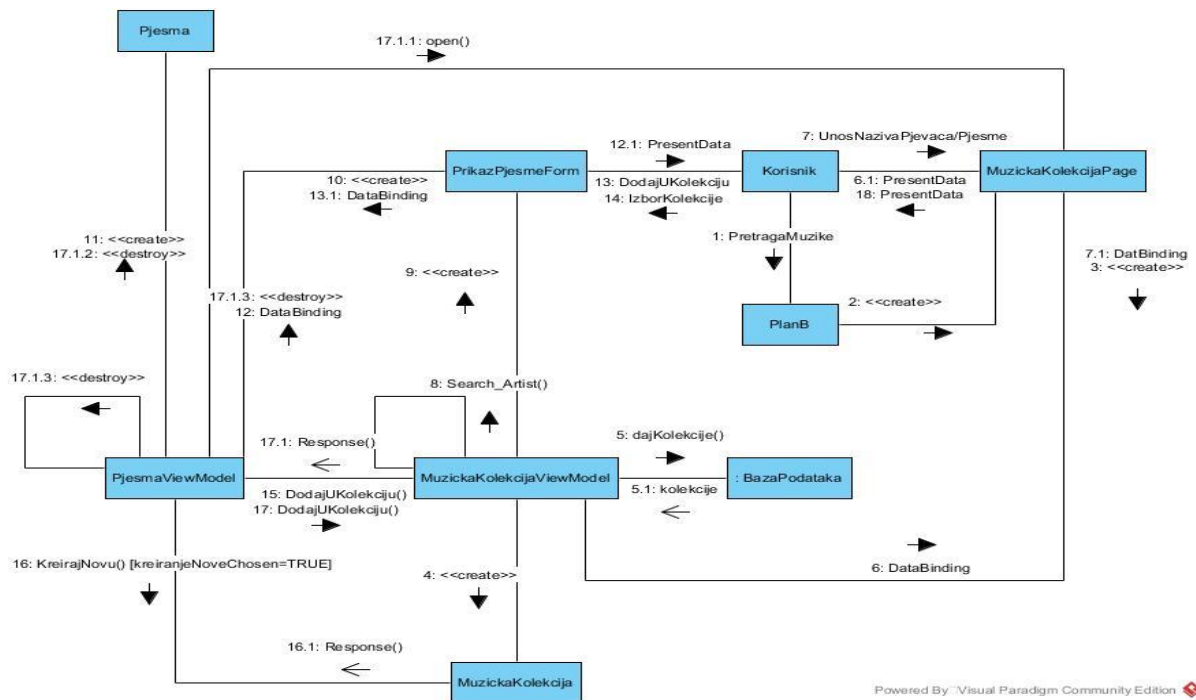 Pjesma
17.1.1: open()
12.1: PresentData
7: UnosNazivaPjevaca/Pjesme
PrikazPjesmeForm
Korisnik
MuzickaKolekcijaPage
10: <<create>>
13.1: DataBinding
13: DodajUKolekciju
14: IzborKolekcije
6.1: PresentData
18: PresentData
11: <<create>>
17.1.2: <<destroy>>
1: PretragaMuzike
7.1: DatBinding
3: <<create>>
9: <<create>>
17.1.3: <<destroy>>
12: DataBinding
2: <<create>>
PlanB
17.1.3: <<destroy>>
8: Search_Artist()
17.1: Response()
5: dajKolekcije()
PjesmaViewModel
MuzickaKolekcijaViewModel
: BazaPodataka
5.1: kolekcije
15: DodajUKolekciju()
17: DodajUKolekciju()
16: KreirajNovu() [kreiranjeNoveChosen=TRUE]
4: <<create>>
6: DataBinding
16.1: Response()
MuzickaKolekcija
Powered By Visual Paradigm Community Edition